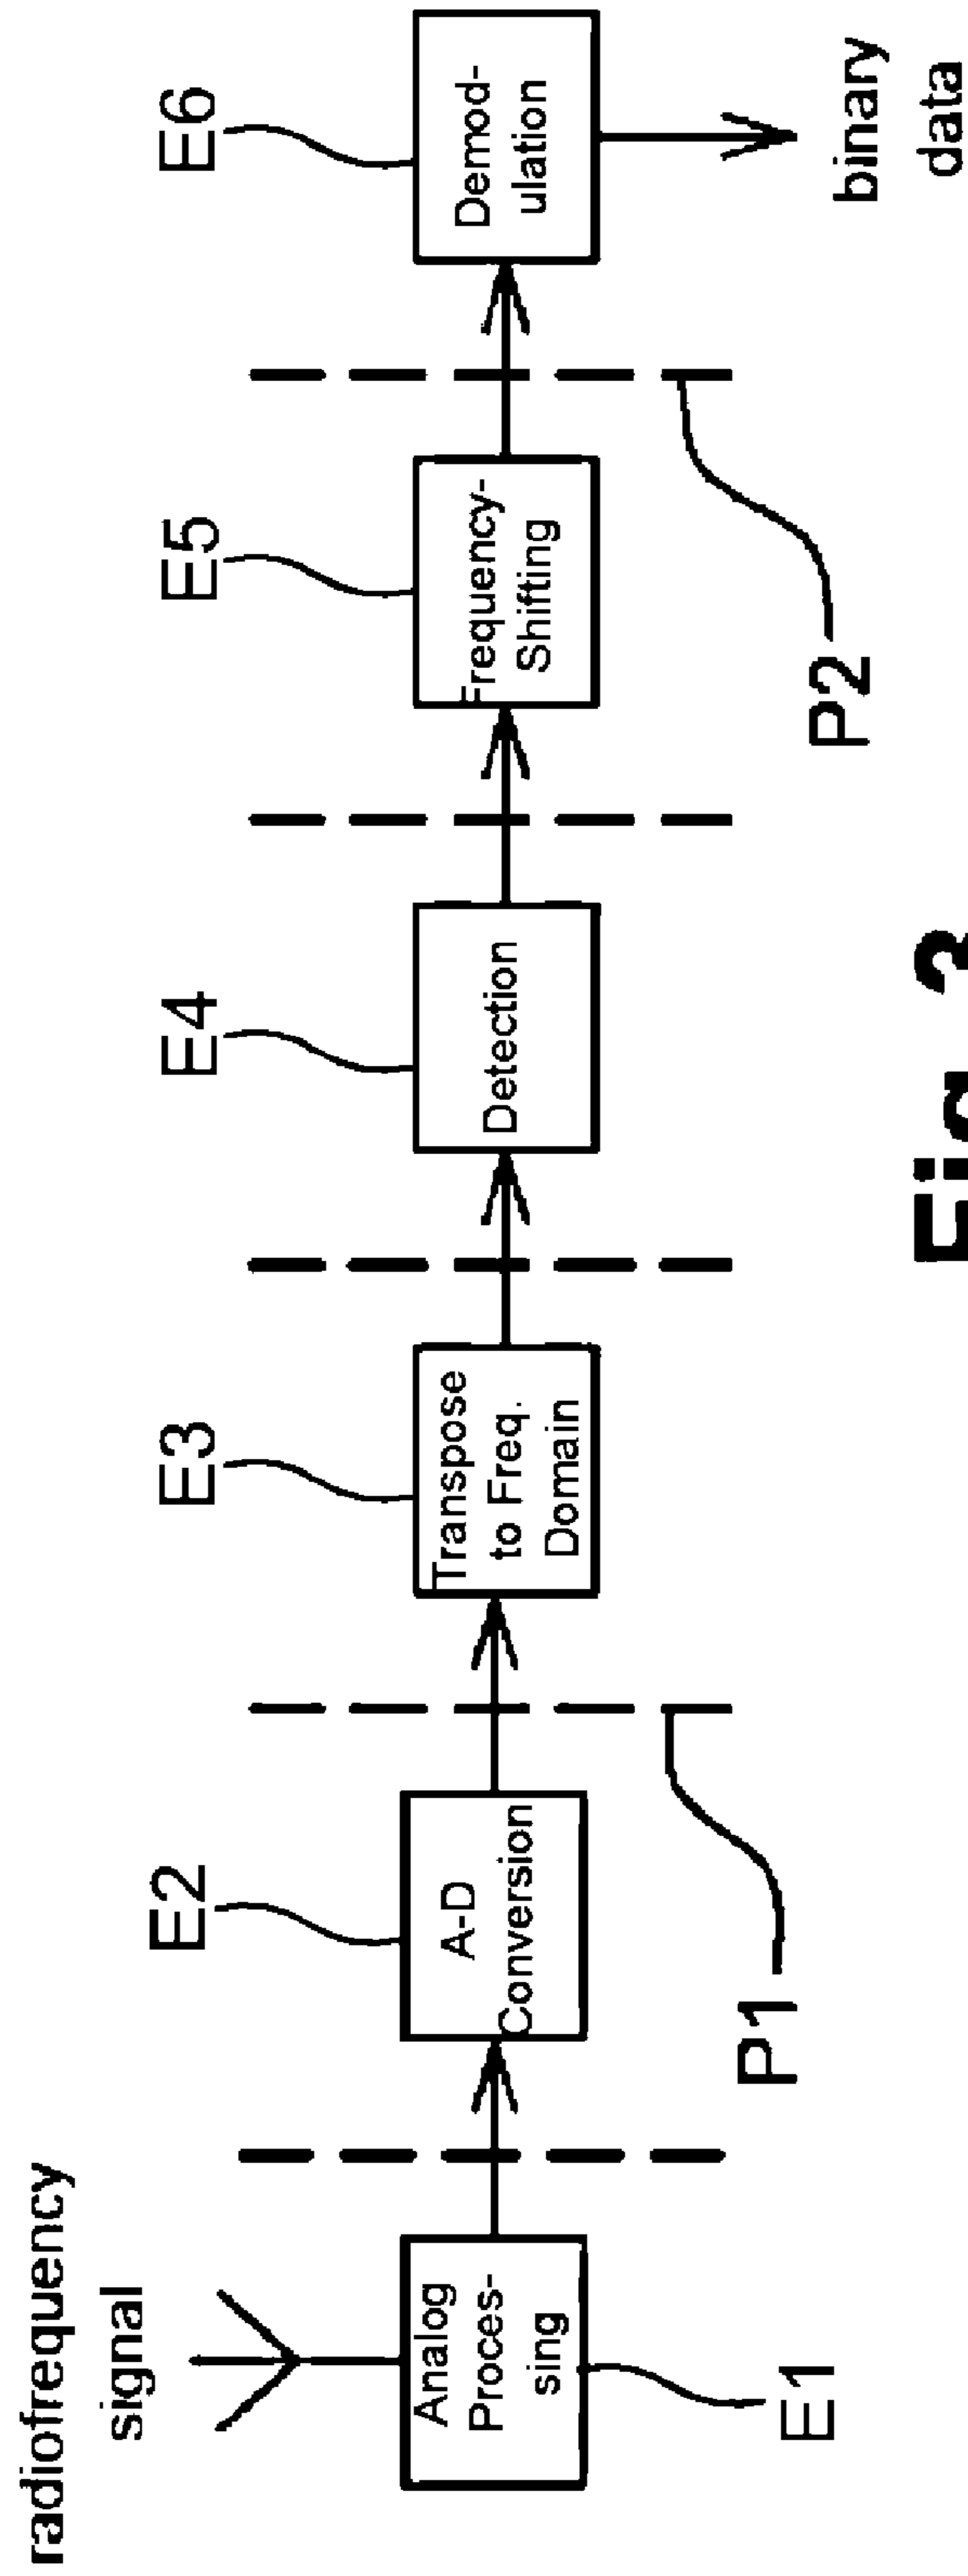 radiofrequency
signal
E1
Analog
Proces-
sing
E2
A-D
Conversion
P1
E3
Transpose
to Freq.
Domain
E4
Detection
E5
Frequency-
Shifting
P2
E6
Demod-
ulation
binary
data